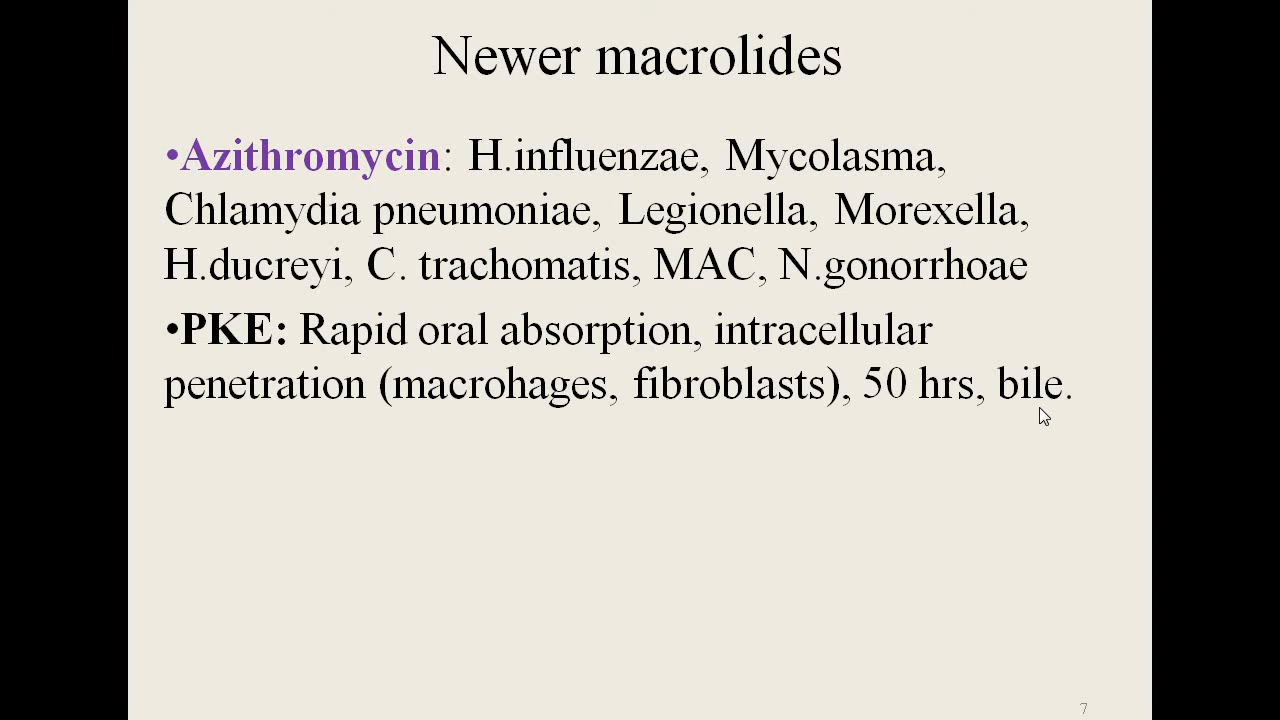 Newer macrolides
•Azithromycin: H.influenzae, Mycolasma,
Chlamydia pneumoniae, Legionella, Morexella,
H.ducreyi, C. trachomatis, MAC, N.gonorrhoae
•PKE: Rapid oral absorption, intracellular
penetration (macrohages, fibroblasts), 50 hrs, bile.
7